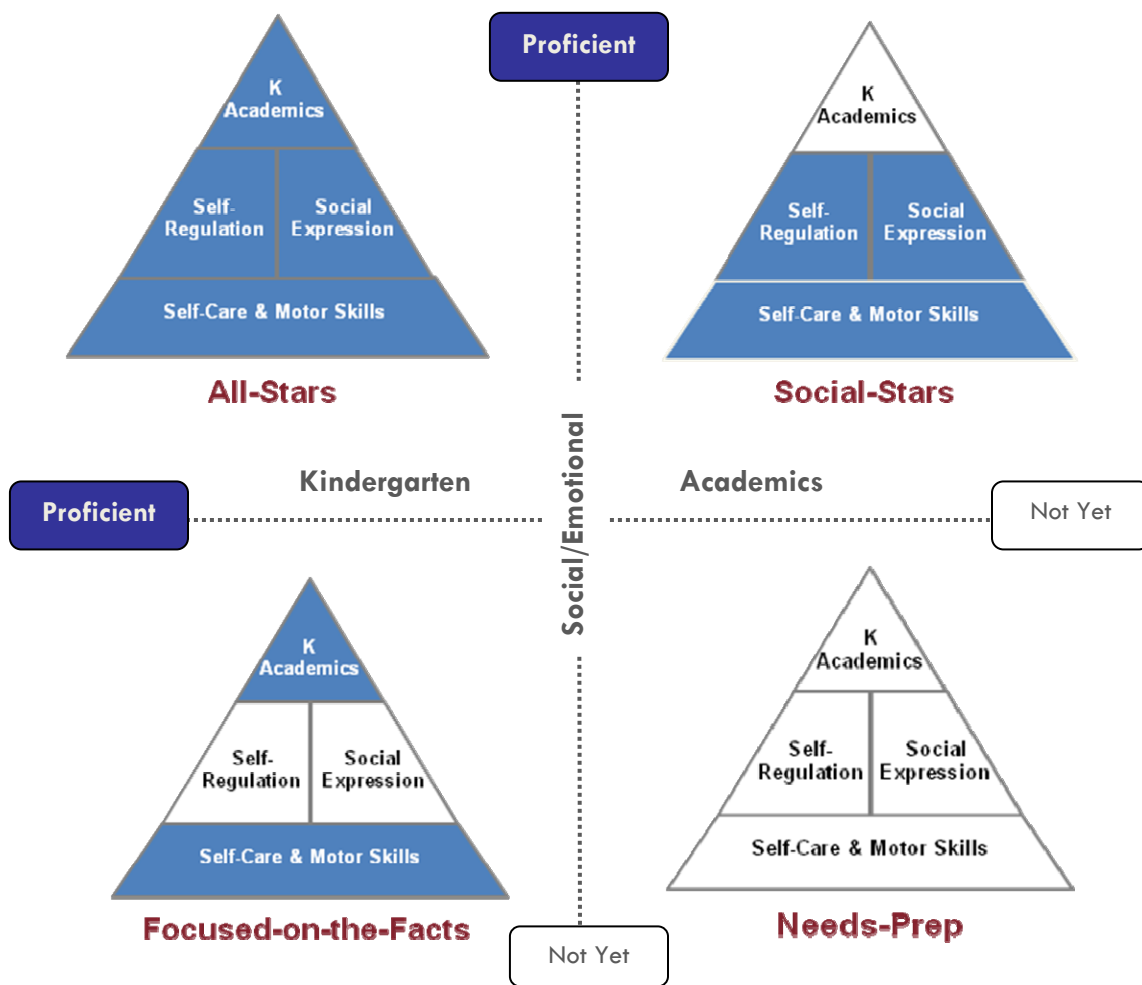 Proficient
K
Academics
Self-
Regulation
Social
Expression
Self-Care & Motor Skills
All-Stars
K
Academics
Self-
Regulation
Social
Expression
Self-Care & Motor Skills
Social-Stars
Social/Emotional
Kindergarten
Academics
Proficient
Not Yet
K
Academics
Self-
Regulation
Social
Expression
Self-Care & Motor Skills
Focused-on-the-Facts
K
Academics
Self-
Regulation
Social
Expression
Self-Care & Motor Skills
Needs-Prep
Not Yet